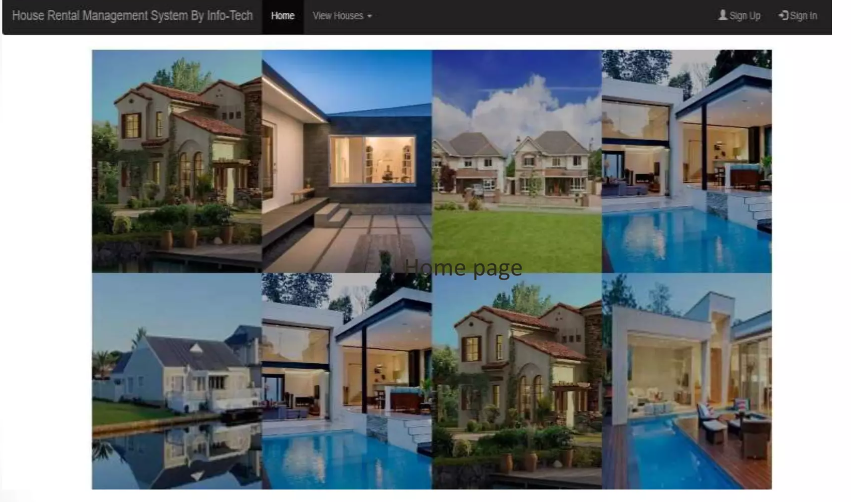 House Rental Management System By Info-Tech Home View Houses Sign Up Sign In
Home page